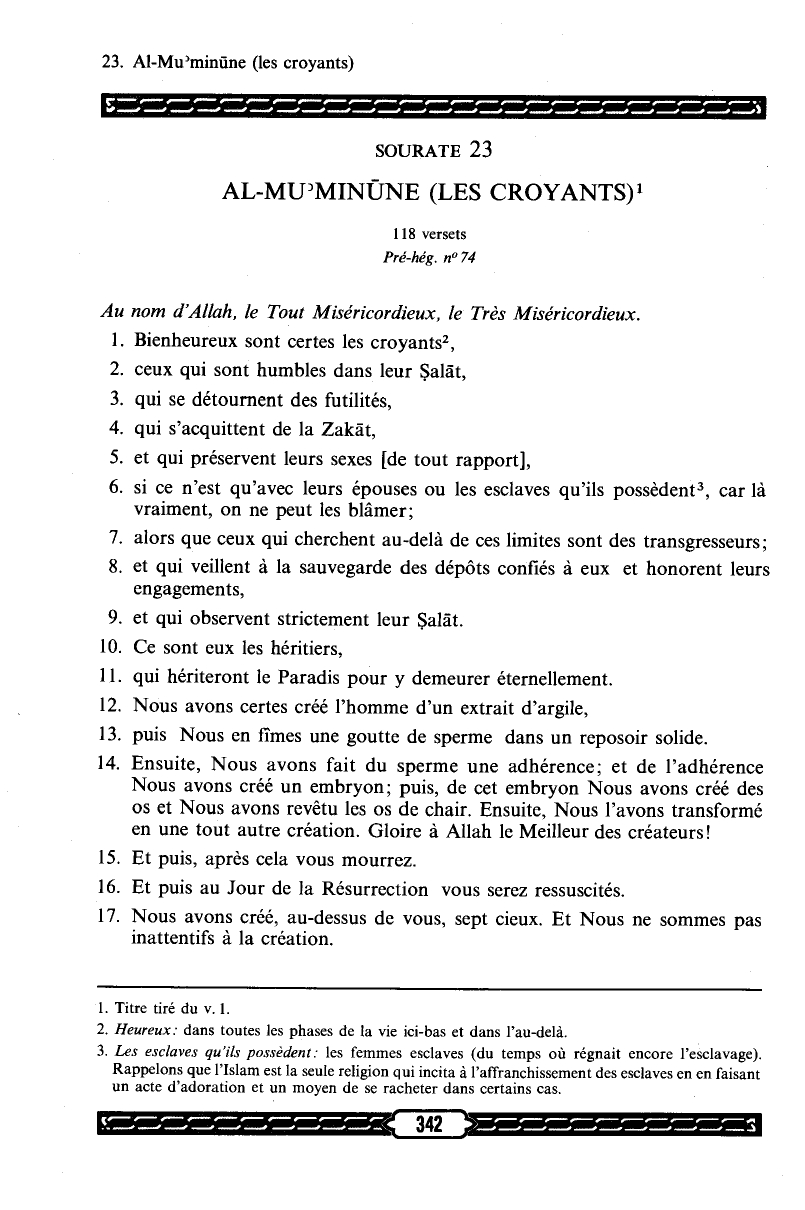 23. Al-Muʾminūne (les croyants)
SOURATE 23
AL-MUʾMINŪNE (LES CROYANTS)¹
118 versets
Pré-hég. nº 74
Au nom d'Allah, le Tout Miséricordieux, le Très Miséricordieux.
1. Bienheureux sont certes les croyants²,
2. ceux qui sont humbles dans leur Ṣalāt,
3. qui se détournent des futilités,
4. qui s'acquittent de la Zakāt,
5. et qui préservent leurs sexes [de tout rapport],
6. si ce n'est qu'avec leurs épouses ou les esclaves qu'ils possèdent³, car là
vraiment, on ne peut les blâmer;
7. alors que ceux qui cherchent au-delà de ces limites sont des transgresseurs;
8. et qui veillent à la sauvegarde des dépôts confiés à eux et honorent leurs
engagements,
9. et qui observent strictement leur Ṣalāt.
10. Ce sont eux les héritiers,
11. qui hériteront le Paradis pour y demeurer éternellement.
12. Nous avons certes créé l'homme d'un extrait d'argile,
13. puis Nous en fîmes une goutte de sperme dans un reposoir solide.
14. Ensuite, Nous avons fait du sperme une adhérence; et de l'adhérence
Nous avons créé un embryon; puis, de cet embryon Nous avons créé des
os et Nous avons revêtu les os de chair. Ensuite, Nous l'avons transformé
en une tout autre création. Gloire à Allah le Meilleur des créateurs!
15. Et puis, après cela vous mourrez.
16. Et puis au Jour de la Résurrection vous serez ressuscités.
17. Nous avons créé, au-dessus de vous, sept cieux. Et Nous ne sommes pas
inattentifs à la création.
1. Titre tiré du v. 1.
2. Heureux: dans toutes les phases de la vie ici-bas et dans l'au-delà.
3. Les esclaves qu'ils possèdent: les femmes esclaves (du temps où régnait encore l'esclavage).
Rappelons que l'Islam est la seule religion qui incita à l'affranchissement des esclaves en en faisant
un acte d'adoration et un moyen de se racheter dans certains cas.
342